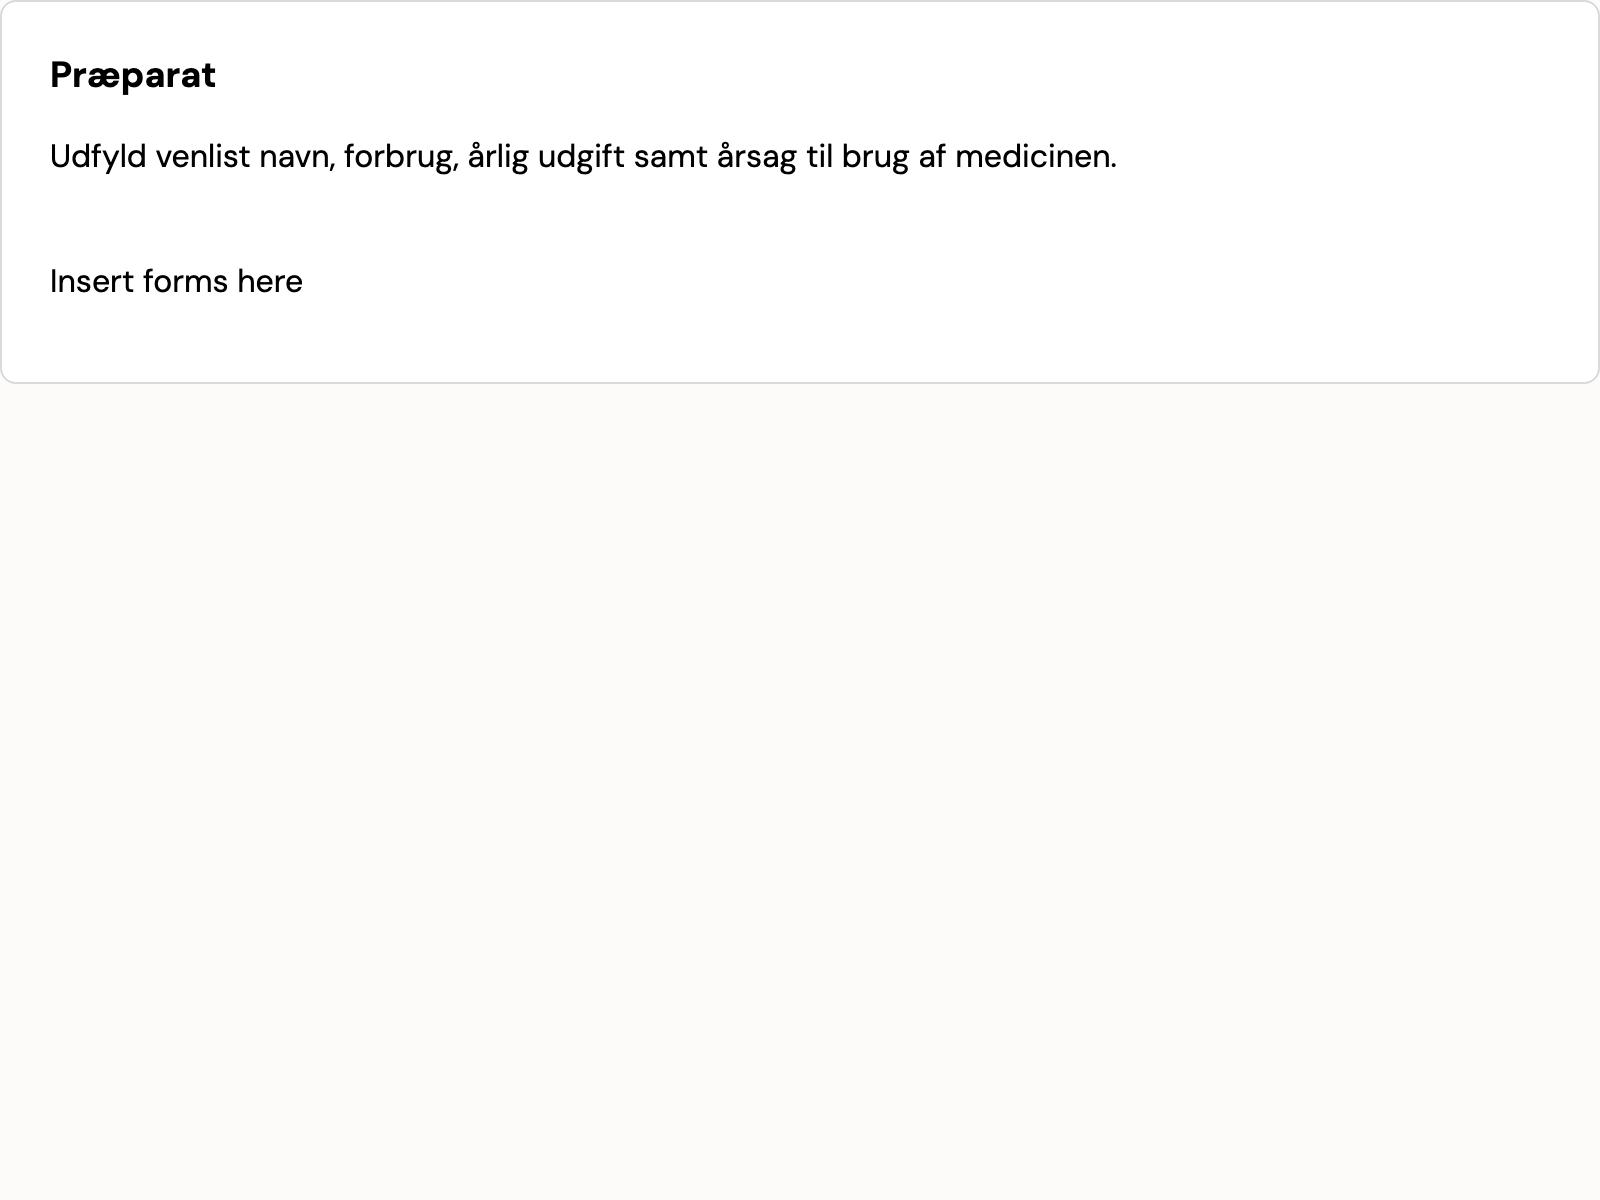 Præparat
Udfyld venlist navn, forbrug, årlig udgift samt årsag til brug af medicinen.
Insert forms here